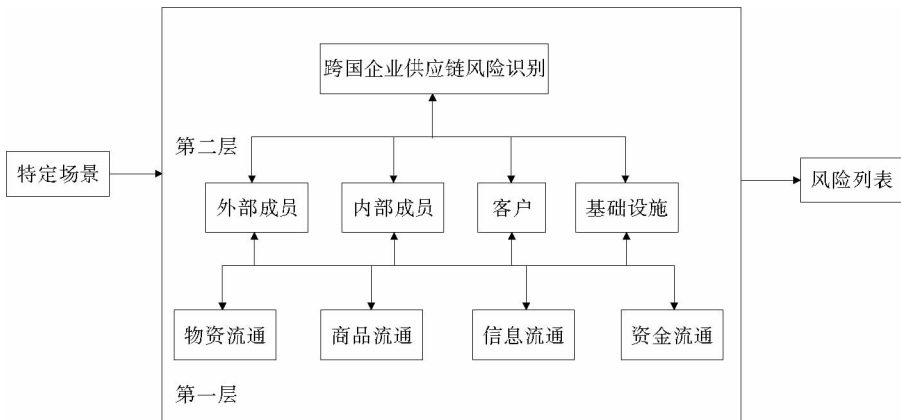 跨国企业供应链风险识别
第二层
特定场景
风险列表
外部成员
内部成员
客户
基础设施
物资流通
商品流通
信息流通
资金流通
第一层